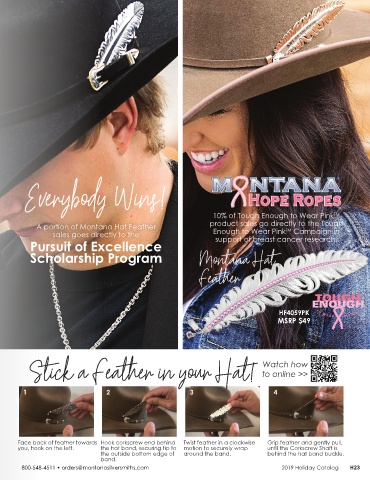 Everybody Wins!
A portion of Montana Hat Feather
sales goes directly to the
Pursuit of Excellence
Scholarship Program
MONTANA
HOPE ROPES
10% of Tough Enough to Wear Pink™
product sales go directly to the Tough
Enough to Wear Pink™ Campaign in
support of breast cancer research.
Montana Hat
Feather
TOUGH
ENOUGH
HF4059PK
MSRP $49
Stick a Feather in your Hat!
Watch how
to online >>
1
2
3
4
Face back of feather towards
you, hook on the left.
Hook corkscrew end behind
the hat band, securing tip to
the outside bottom edge of
band.
Twist feather in a clockwise
motion to securely wrap
around the band.
Grip feather and gently pull,
until the Corkscrew Shaft is
behind the hat band buckle.
800-548-4511 • orders@montanasilversmiths.com
2019 Holiday Catalog H23